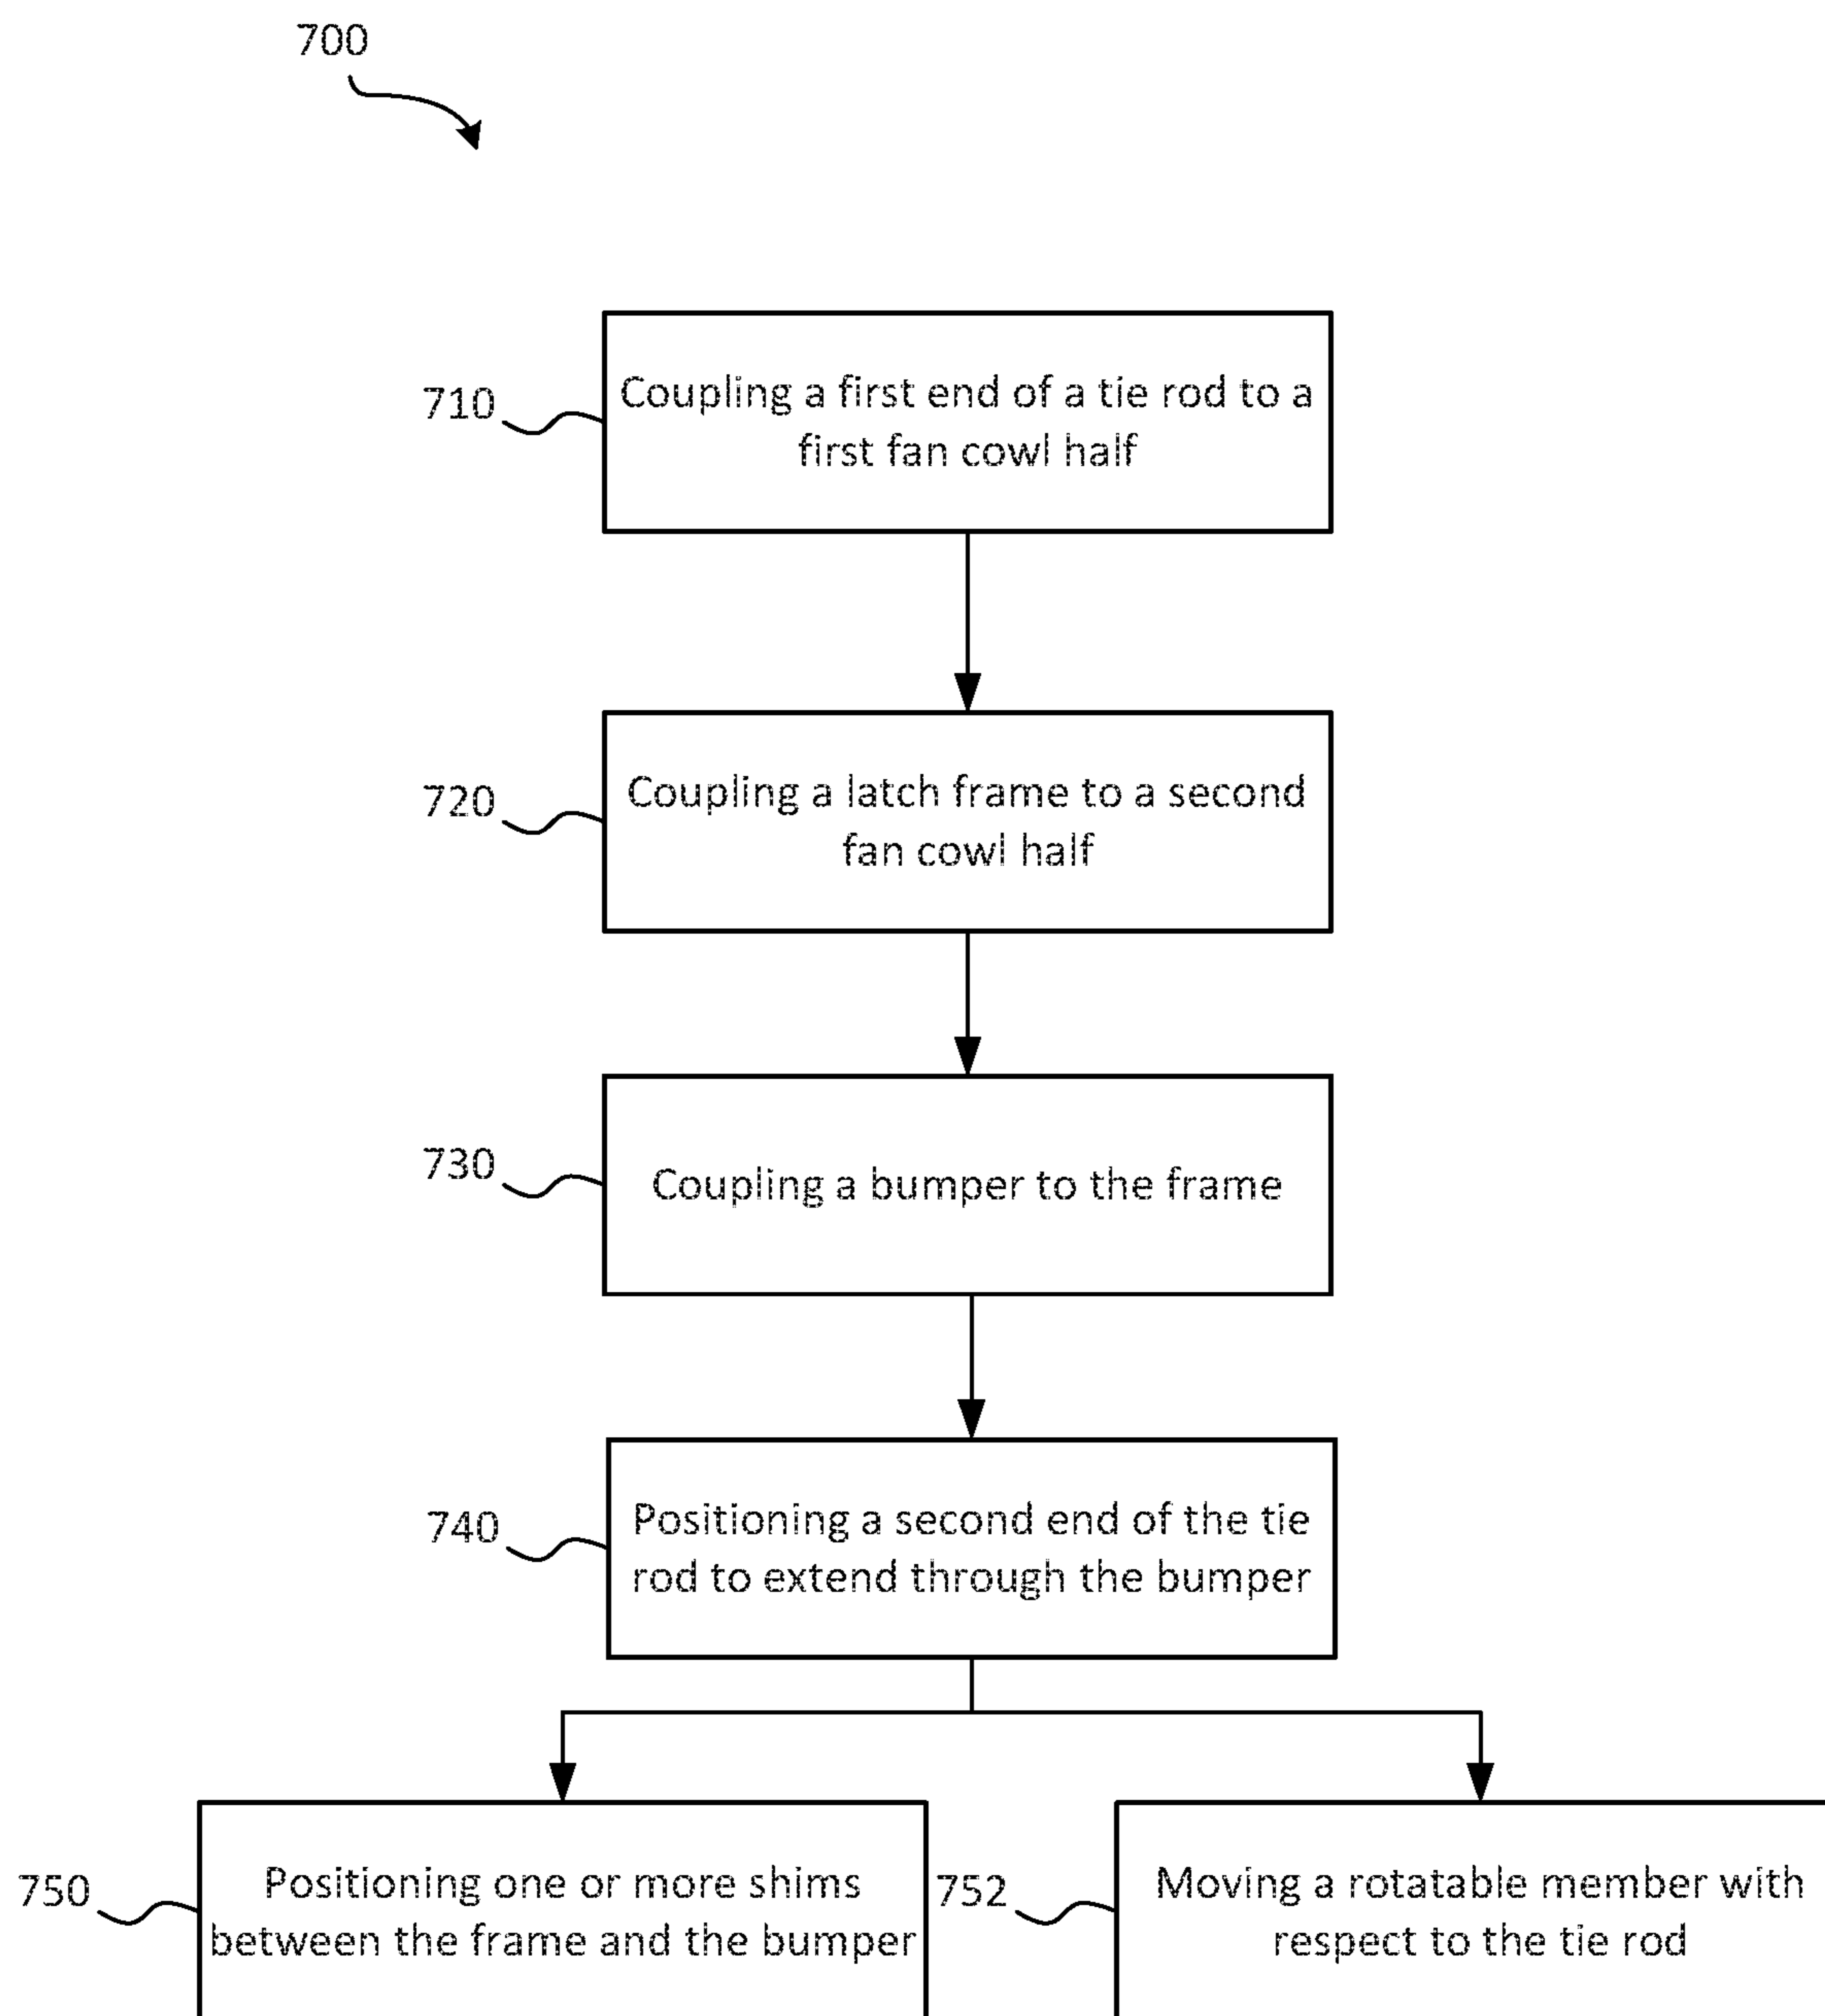 700
710
Coupling a first end of a tie rod to a
first fan cowl half
720
Coupling a latch frame to a second
fan cowl half
730
Coupling a bumper to the frame
740
Positioning a second end of the tie
rod to extend through the bumper
750
Positioning one or more shims
between the frame and the bumper
752
Moving a rotatable member with
respect to the tie rod